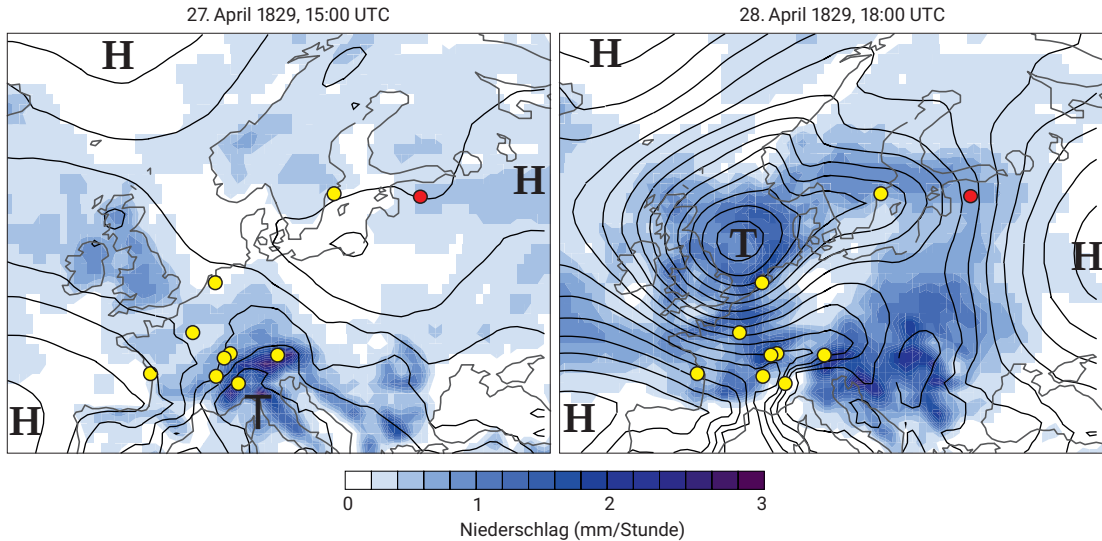 27. April 1829, 15:00 UTC
28. April 1829, 18:00 UTC
H
H
H
T
H
T
H
H
0 1 2 3
Niederschlag (mm/Stunde)